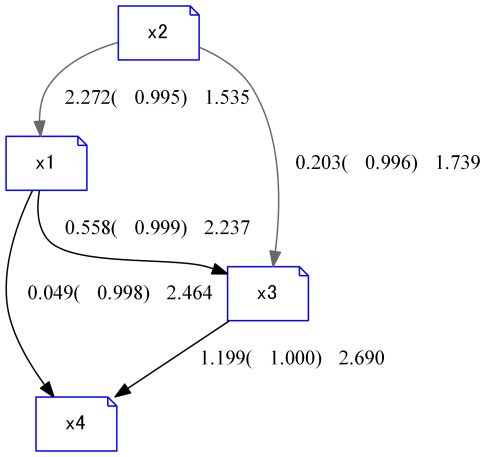 x2
2.272( 0.995) 1.535
x1
0.203( 0.996) 1.739
0.558( 0.999) 2.237
0.049( 0.998) 2.464
x3
1.199( 1.000) 2.690
x4